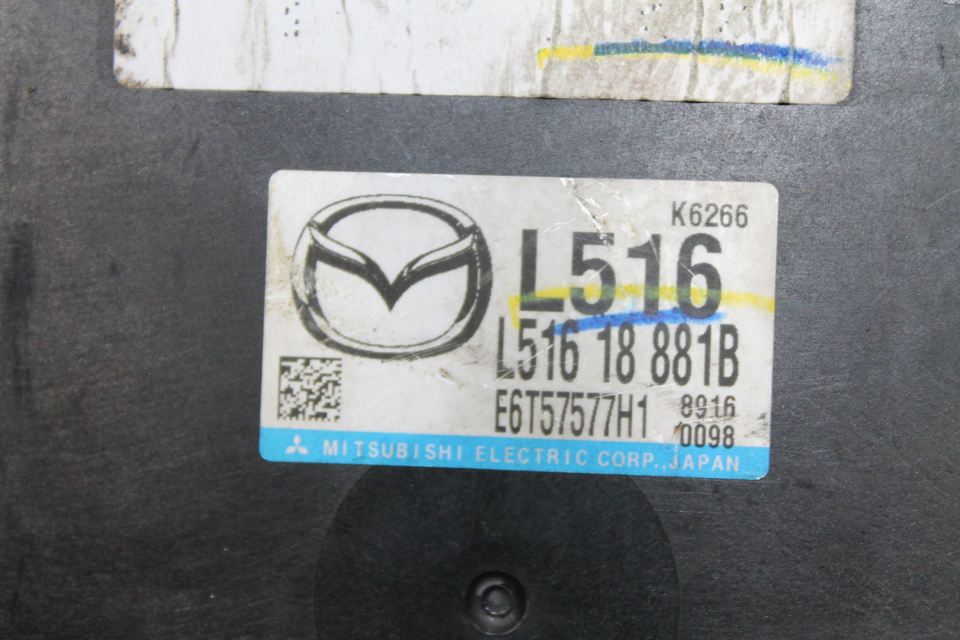 K6266
L516
L516 18 881B
E6T57577H1 8916
0098
MITSUBISHI ELECTRIC CORP., JAPAN